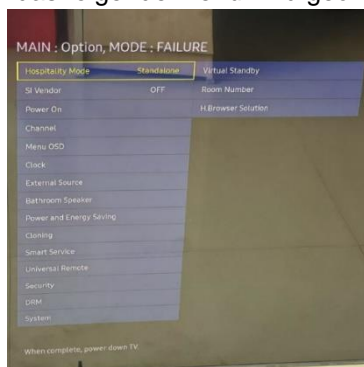 MAIN : Option, MODE : FAILURE
Hospitality Mode Standalone Virtual Standby
SI Vendor OFF Room Number
Power On H.Browser Solution
Channel
Menu OSD
Clock
External Source
Bathroom Speaker
Power and Energy Saving
Cloning
Smart Service
Universal Remote
Security
DRM
System
When complete, power down TV.